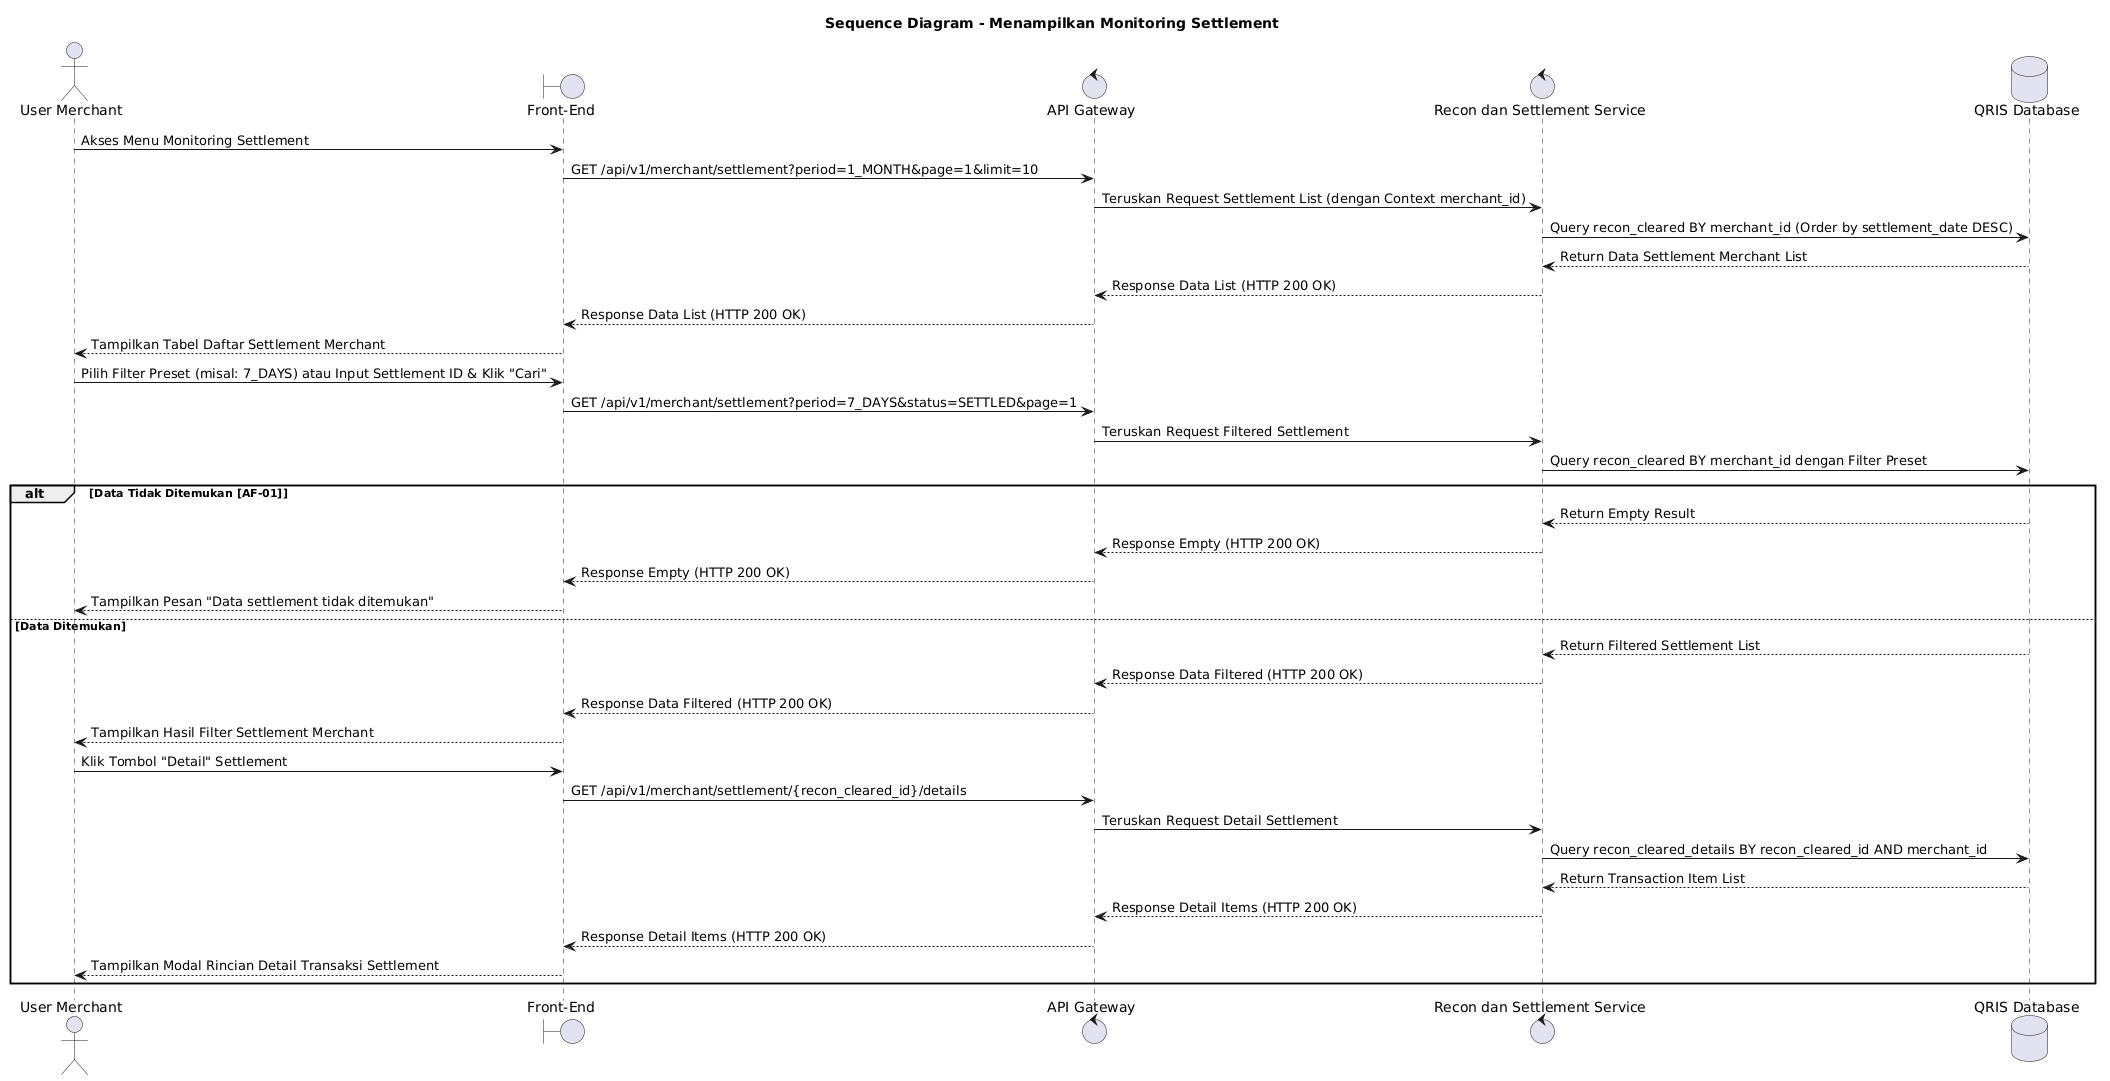 Sequence Diagram - Menampilkan Monitoring Settlement
User Merchant
Front-End
API Gateway
Recon dan Settlement Service
QRIS Database
Akses Menu Monitoring Settlement
GET /api/v1/merchant/settlement?period=1_MONTH&page=1&limit=10
Teruskan Request Settlement List (dengan Context merchant_id)
Query recon_cleared BY merchant_id (Order by settlement_date DESC)
Return Data Settlement Merchant List
Response Data List (HTTP 200 OK)
Response Data List (HTTP 200 OK)
Tampilkan Tabel Daftar Settlement Merchant
Pilih Filter Preset (misal: 7_DAYS) atau Input Settlement ID & Klik "Cari"
GET /api/v1/merchant/settlement?period=7_DAYS&status=SETTLED&page=1
Teruskan Request Filtered Settlement
Query recon_cleared BY merchant_id dengan Filter Preset
alt [Data Tidak Ditemukan [AF-01]]
Return Empty Result
Response Empty (HTTP 200 OK)
Response Empty (HTTP 200 OK)
Tampilkan Pesan "Data settlement tidak ditemukan"
[Data Ditemukan]
Return Filtered Settlement List
Response Data Filtered (HTTP 200 OK)
Response Data Filtered (HTTP 200 OK)
Tampilkan Hasil Filter Settlement Merchant
Klik Tombol "Detail" Settlement
GET /api/v1/merchant/settlement/{recon_cleared_id}/details
Teruskan Request Detail Settlement
Query recon_cleared_details BY recon_cleared_id AND merchant_id
Return Transaction Item List
Response Detail Items (HTTP 200 OK)
Response Detail Items (HTTP 200 OK)
Tampilkan Modal Rincian Detail Transaksi Settlement
User Merchant
Front-End
API Gateway
Recon dan Settlement Service
QRIS Database